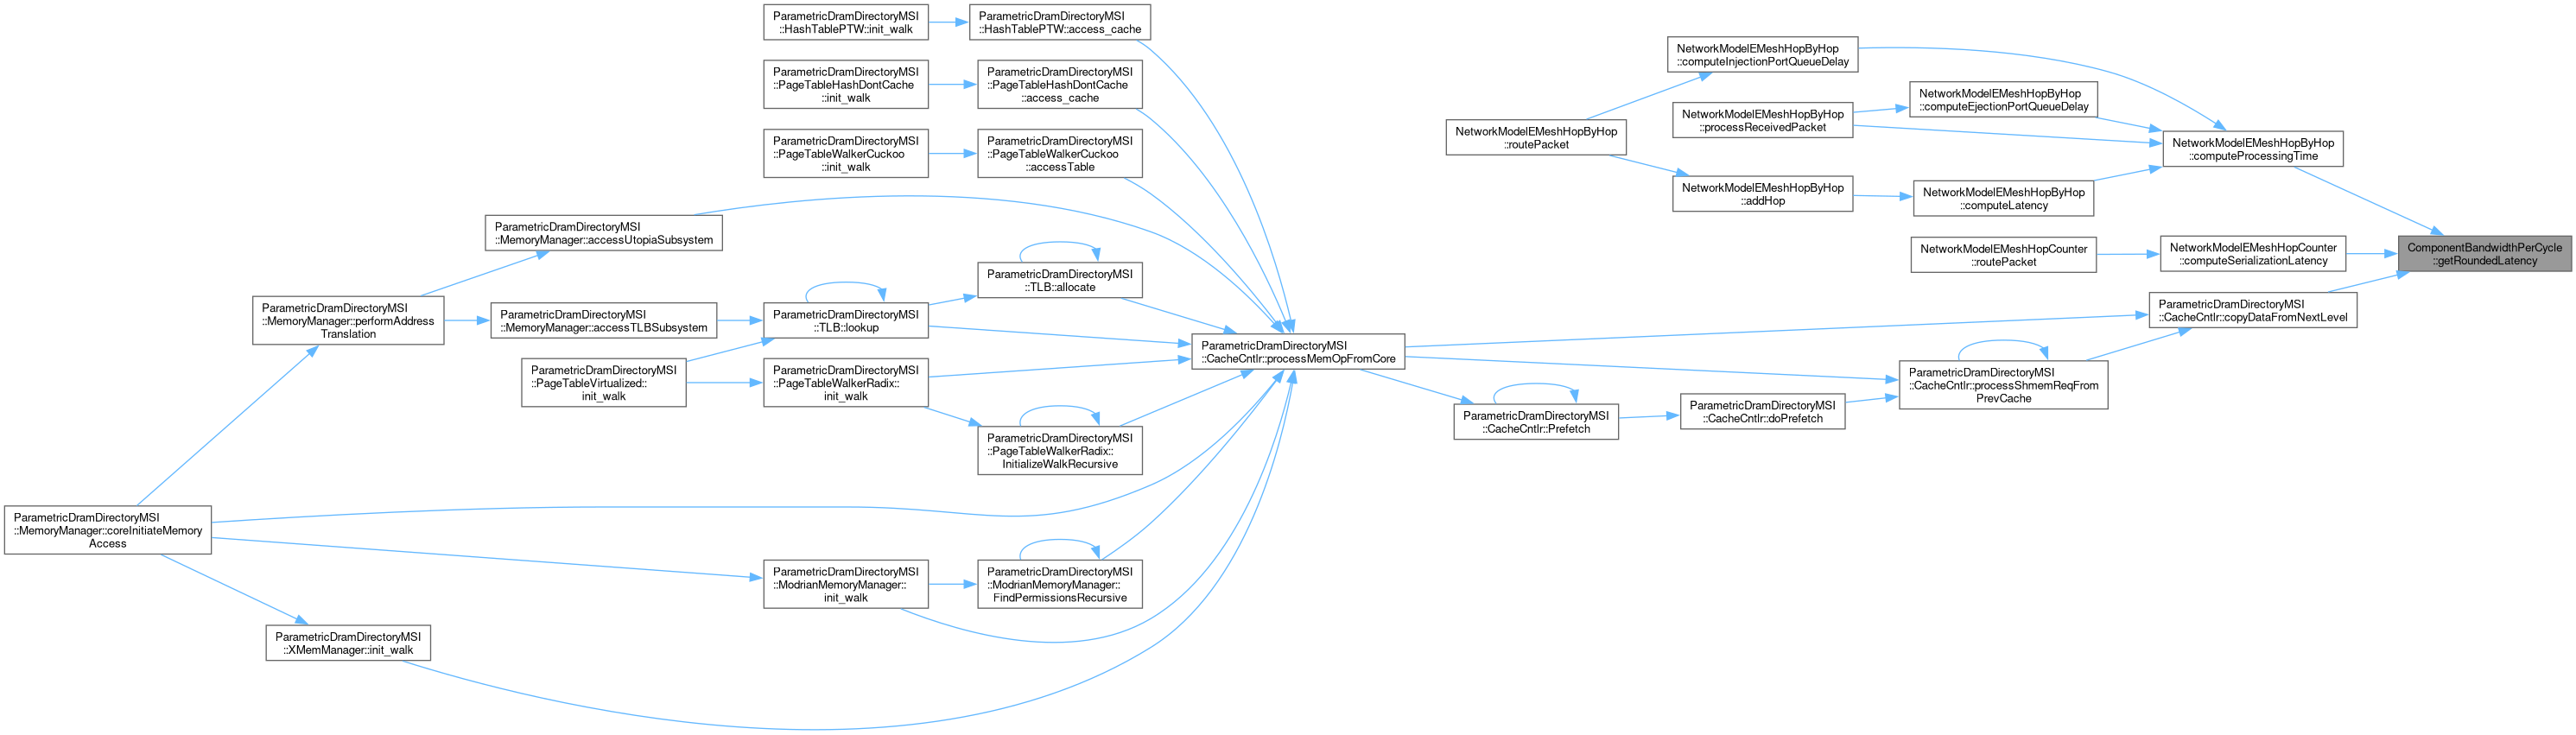 ParametricDramDirectoryMSI
::HashTablePTW::init_walk
ParametricDramDirectoryMSI
::HashTablePTW::access_cache
ParametricDramDirectoryMSI
::PageTableHashDontCache
::init_walk
ParametricDramDirectoryMSI
::PageTableHashDontCache
::access_cache
ParametricDramDirectoryMSI
::PageTableWalkerCuckoo
::init_walk
ParametricDramDirectoryMSI
::PageTableWalkerCuckoo
::accessTable
ParametricDramDirectoryMSI
::MemoryManager::accessUtopiaSubsystem
ParametricDramDirectoryMSI
::TLB::allocate
ParametricDramDirectoryMSI
::MemoryManager::performAddress
Translation
ParametricDramDirectoryMSI
::MemoryManager::accessTLBSubsystem
ParametricDramDirectoryMSI
::TLB::lookup
ParametricDramDirectoryMSI
::PageTableVirtualized::
init_walk
ParametricDramDirectoryMSI
::PageTableWalkerRadix::
init_walk
ParametricDramDirectoryMSI
::PageTableWalkerRadix::
InitializeWalkRecursive
ParametricDramDirectoryMSI
::MemoryManager::coreInitiateMemory
Access
ParametricDramDirectoryMSI
::ModrianMemoryManager::
init_walk
ParametricDramDirectoryMSI
::ModrianMemoryManager::
FindPermissionsRecursive
ParametricDramDirectoryMSI
::XMemManager::init_walk
ParametricDramDirectoryMSI
::CacheCntlr::processMemOpFromCore
NetworkModelEMeshHopByHop
::computeInjectionPortQueueDelay
NetworkModelEMeshHopByHop
::routePacket
NetworkModelEMeshHopByHop
::processReceivedPacket
NetworkModelEMeshHopByHop
::computeEjectionPortQueueDelay
NetworkModelEMeshHopByHop
::computeProcessingTime
NetworkModelEMeshHopByHop
::addHop
NetworkModelEMeshHopByHop
::computeLatency
NetworkModelEMeshHopCounter
::routePacket
NetworkModelEMeshHopCounter
::computeSerializationLatency
ComponentBandwidthPerCycle
::getRoundedLatency
ParametricDramDirectoryMSI
::CacheCntlr::copyDataFromNextLevel
ParametricDramDirectoryMSI
::CacheCntlr::processShmemReqFrom
PrevCache
ParametricDramDirectoryMSI
::CacheCntlr::doPrefetch
ParametricDramDirectoryMSI
::CacheCntlr::Prefetch